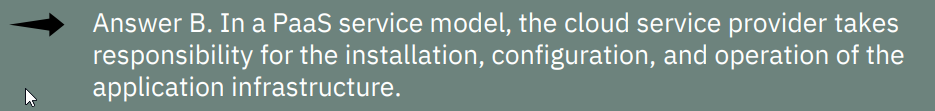 Answer B. In a PaaS service model, the cloud service provider takes
responsibility for the installation, configuration, and operation of the
application infrastructure.